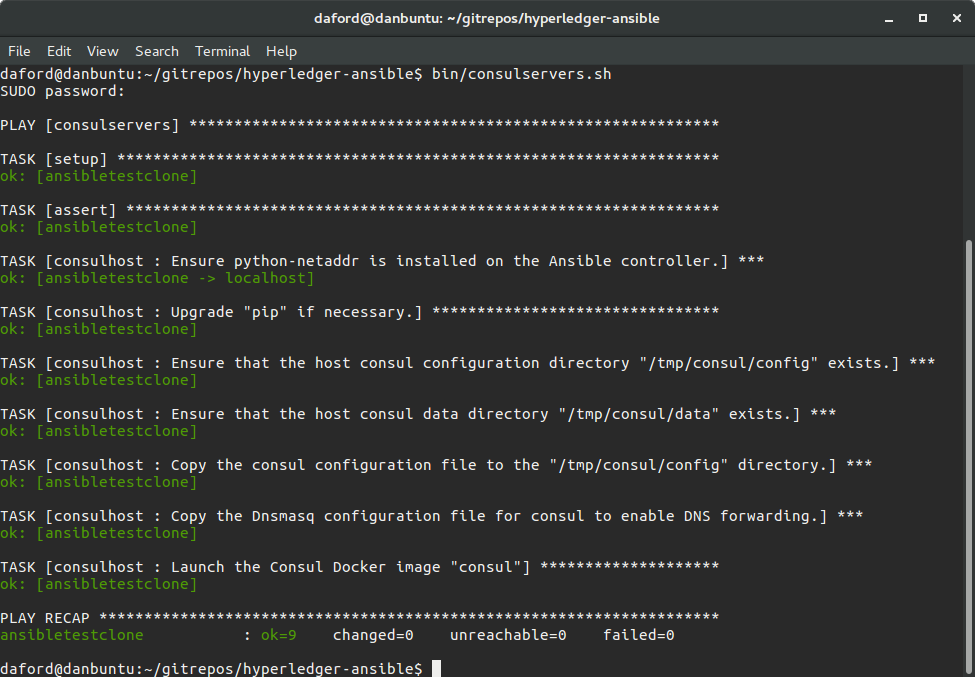 daford@danbuntu: ~/gitrepos/hyperledger-ansible
File Edit View Search Terminal Help
daford@danbuntu:~/gitrepos/hyperledger-ansible$ bin/consulservers.sh
SUDO password:
PLAY [consulservers] ***********************************************************
TASK [setup] *******************************************************************
ok: [ansibletestclone]
TASK [assert] ******************************************************************
ok: [ansibletestclone]
TASK [consulhost : Ensure python-netaddr is installed on the Ansible controller.] ***
ok: [ansibletestclone -> localhost]
TASK [consulhost : Upgrade "pip" if necessary.] ********************************
ok: [ansibletestclone]
TASK [consulhost : Ensure that the host consul configuration directory "/tmp/consul/config" exists.] ***
ok: [ansibletestclone]
TASK [consulhost : Ensure that the host consul data directory "/tmp/consul/data" exists.] ***
ok: [ansibletestclone]
TASK [consulhost : Copy the consul configuration file to the "/tmp/consul/config" directory.] ***
ok: [ansibletestclone]
TASK [consulhost : Copy the Dnsmasq configuration file for consul to enable DNS forwarding.] ***
ok: [ansibletestclone]
TASK [consulhost : Launch the Consul Docker image "consul"] ********************
ok: [ansibletestclone]
PLAY RECAP *********************************************************************
ansibletestclone           : ok=9    changed=0    unreachable=0    failed=0
daford@danbuntu:~/gitrepos/hyperledger-ansible$